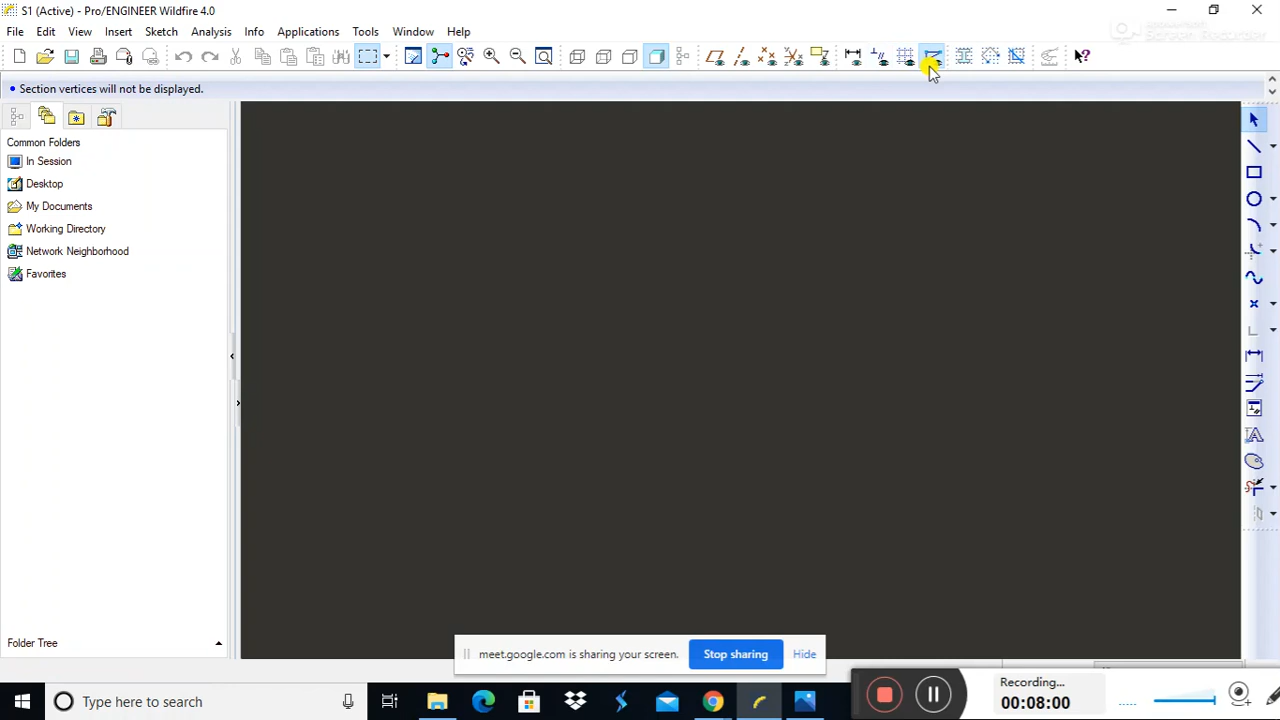 S1 (Active) - Pro/ENGINEER Wildfire 4.0
File Edit View Insert Sketch Analysis Info Applications Tools Window Help
Screen Recorder
• Section vertices will not be displayed.
Common Folders
In Session
Desktop
My Documents
Working Directory
Network Neighborhood
Favorites
Folder Tree
meet.google.com is sharing your screen. Stop sharing Hide
Type here to search
Recording...
00:08:00